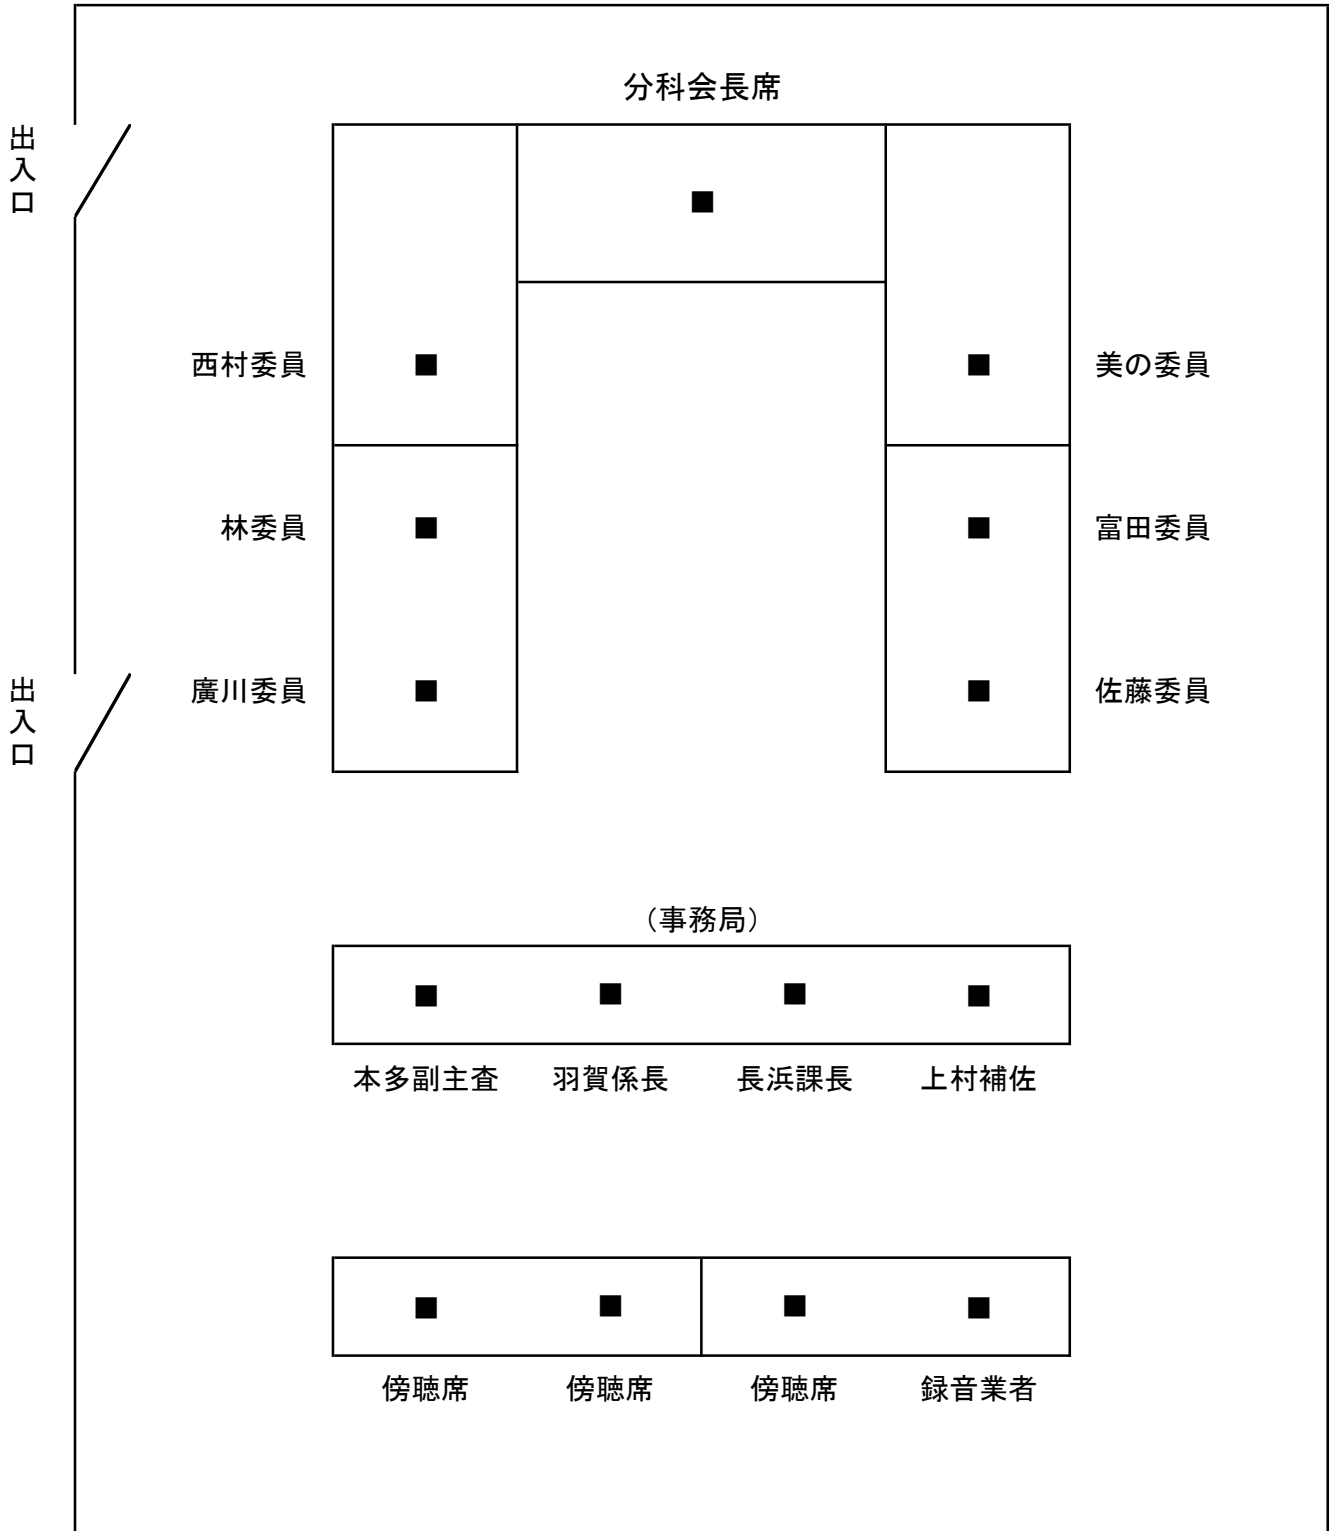 分科会長席
出入口
西村委員
美の委員
林委員
富田委員
出入口
廣川委員
佐藤委員
（事務局）
本多副主査 羽賀係長 長浜課長 上村補佐
傍聴席 傍聴席 傍聴席 録音業者